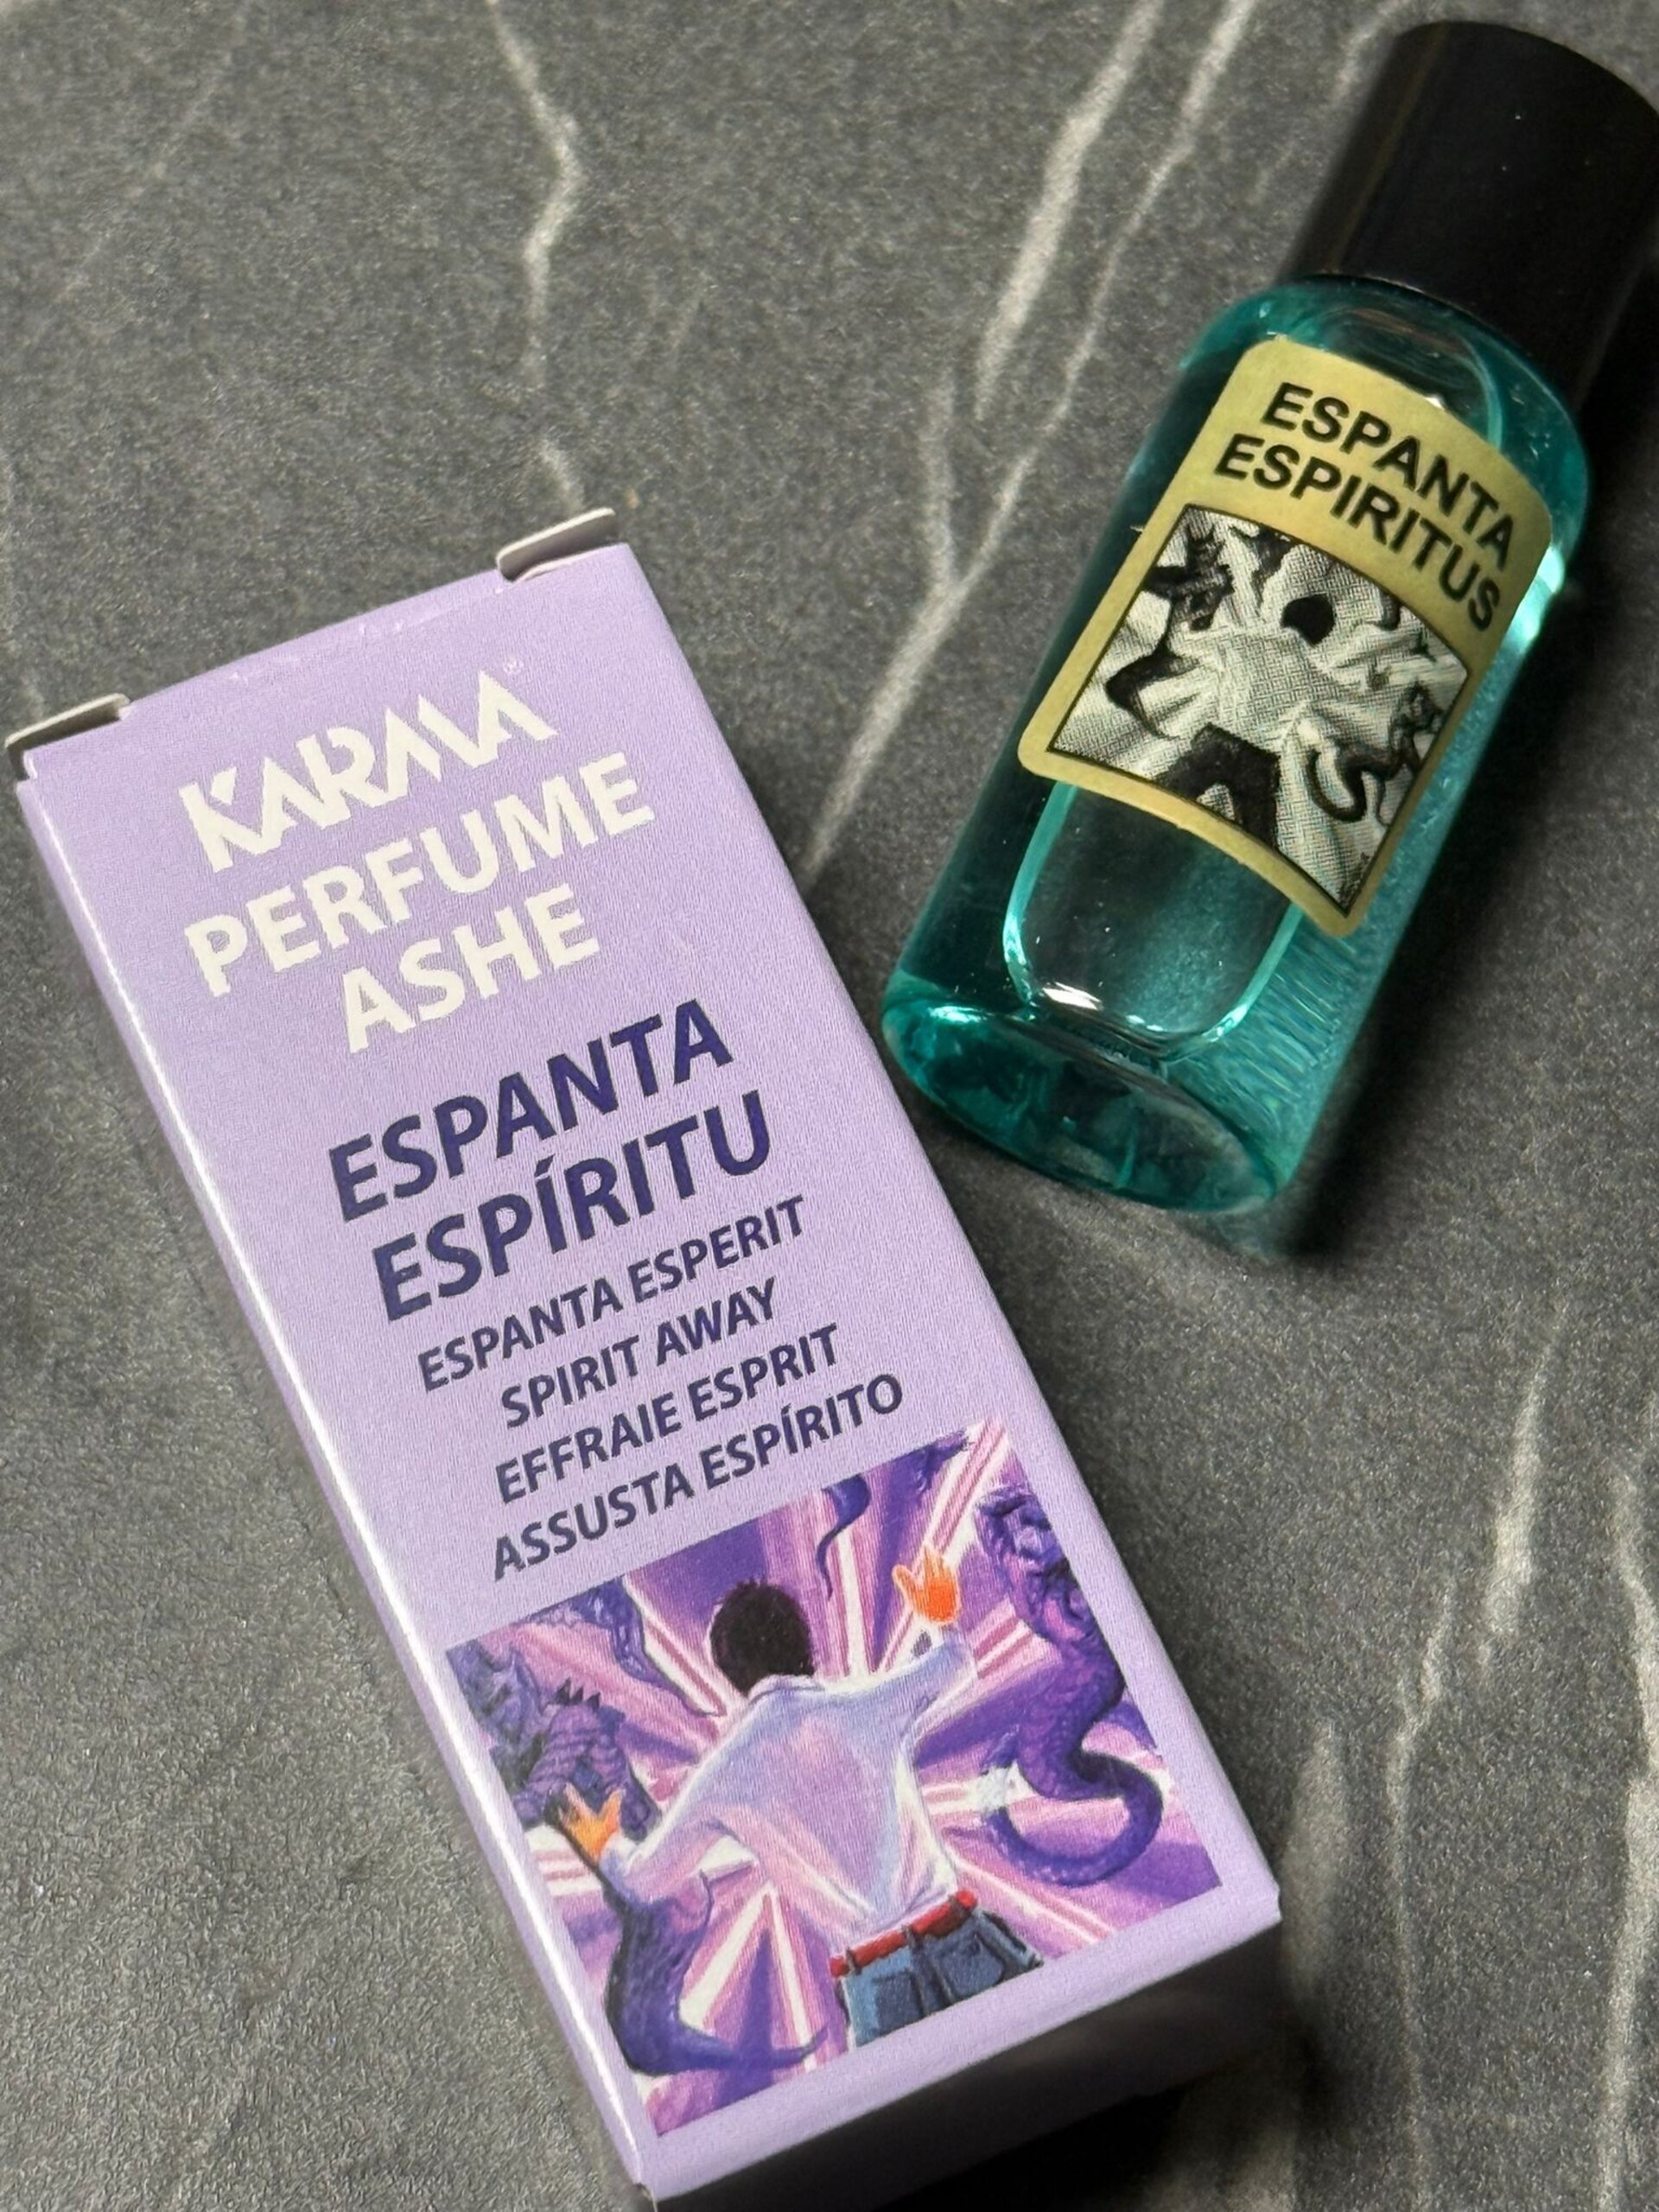 KARMA®
PERFUME
ASHE
ESPANTA
ESPÍRITU
ESPANTA ESPERIT
SPIRIT AWAY
EFFRAIE ESPRIT
ASSUSTA ESPÍRITO
ESPANTA
ESPIRITUS